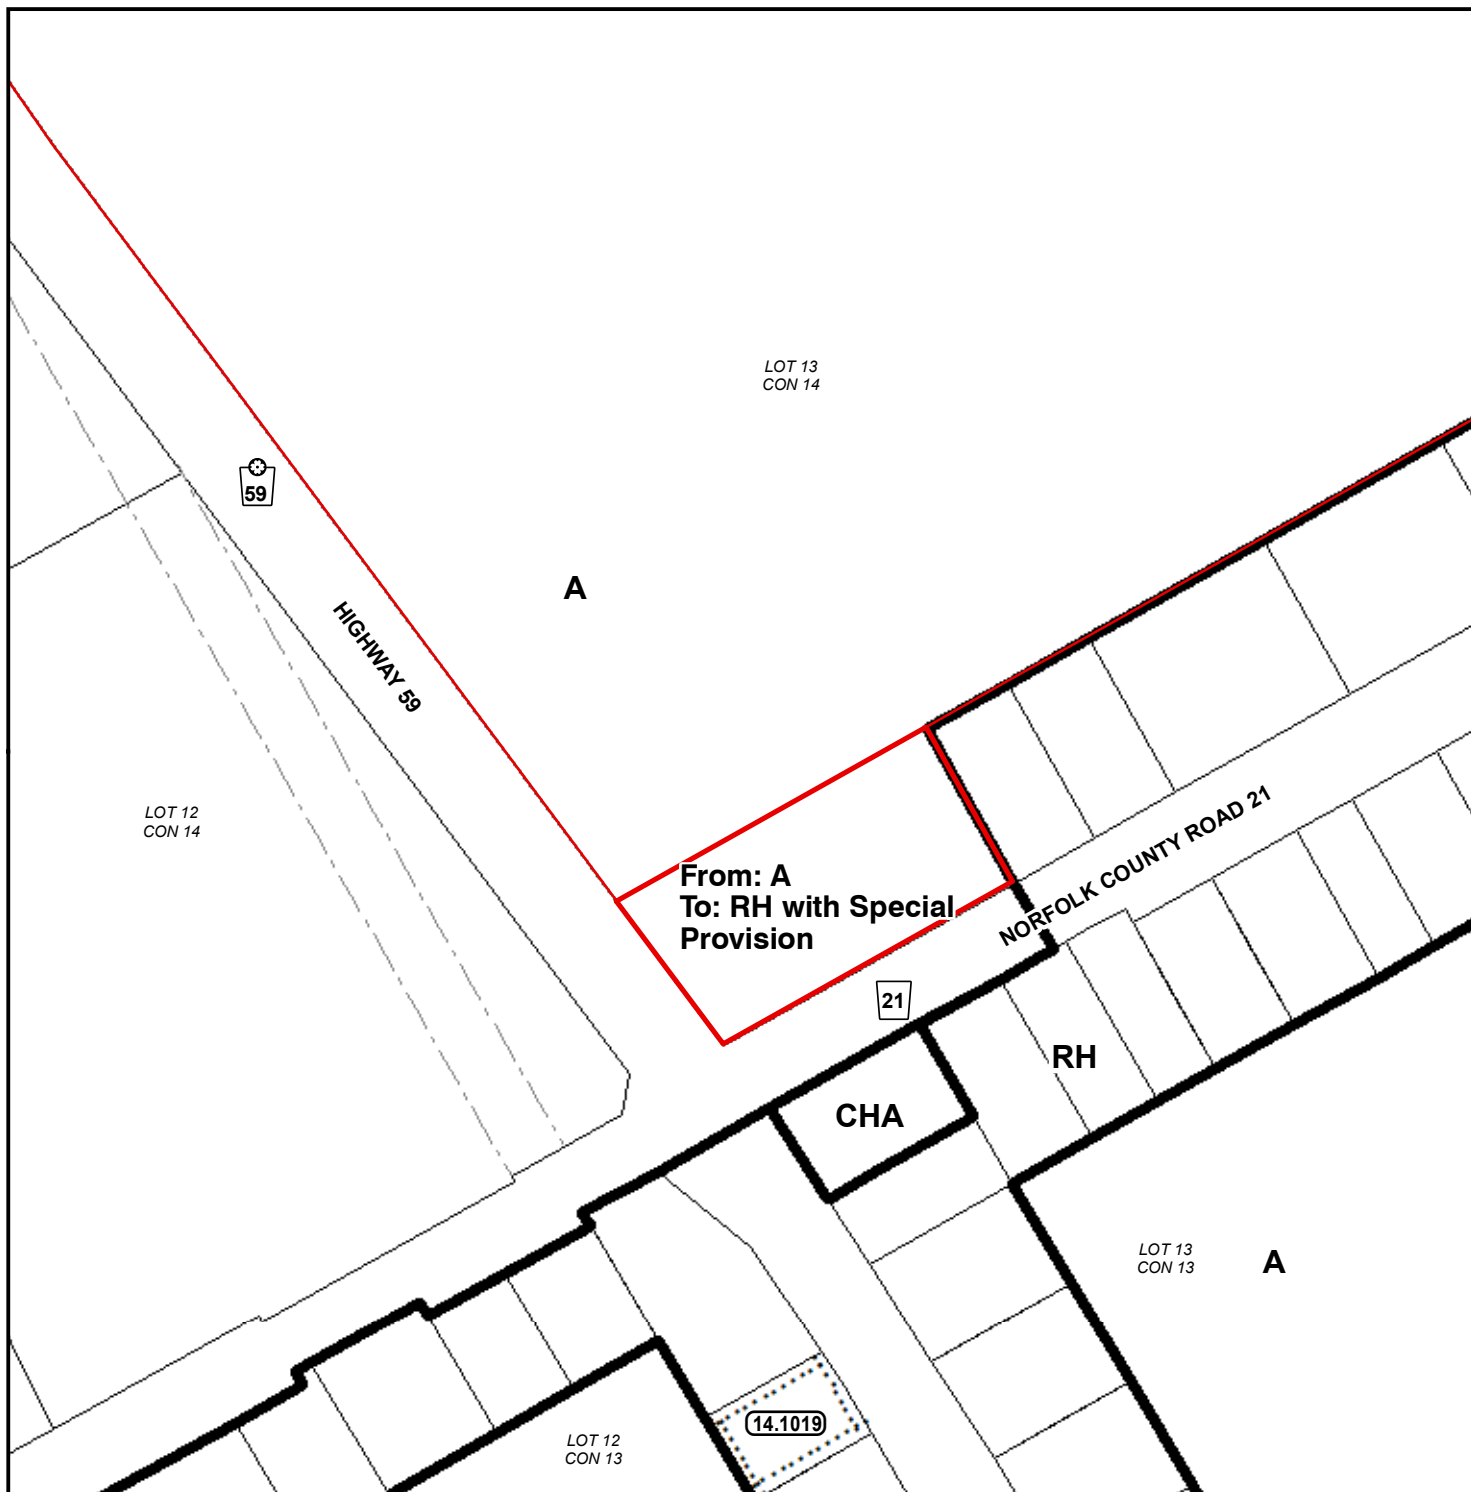 LOT 13
CON 14
59
A
HIGHWAY 59
LOT 12
CON 14
NORFOLK COUNTY ROAD 21
From: A
To: RH with Special
Provision
21
RH
CHA
LOT 13
CON 13
A
14.1019
LOT 12
CON 13